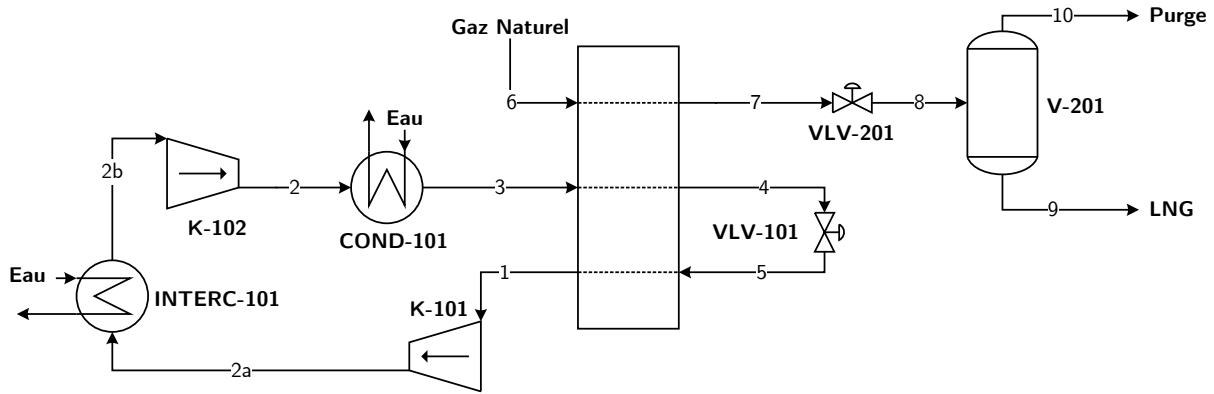 10
Purge
Gaz Naturel
6
7
8
V-201
VLV-201
Eau
2b
2
3
4
9
LNG
K-102
COND-101
VLV-101
Eau
INTERC-101
1
5
K-101
2a